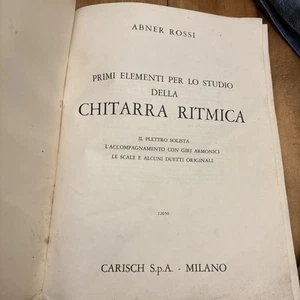 ABNER ROSSI
PRIMI ELEMENTI PER LO STUDIO
DELLA
CHITARRA RITMICA
IL PLETTRO SOLISTA
L'ACCOMPAGNAMENTO CON GIRI ARMONICI
LE SCALE E ALCUNI DUETTI ORIGINALI
CARISCH S.p.A. - MILANO